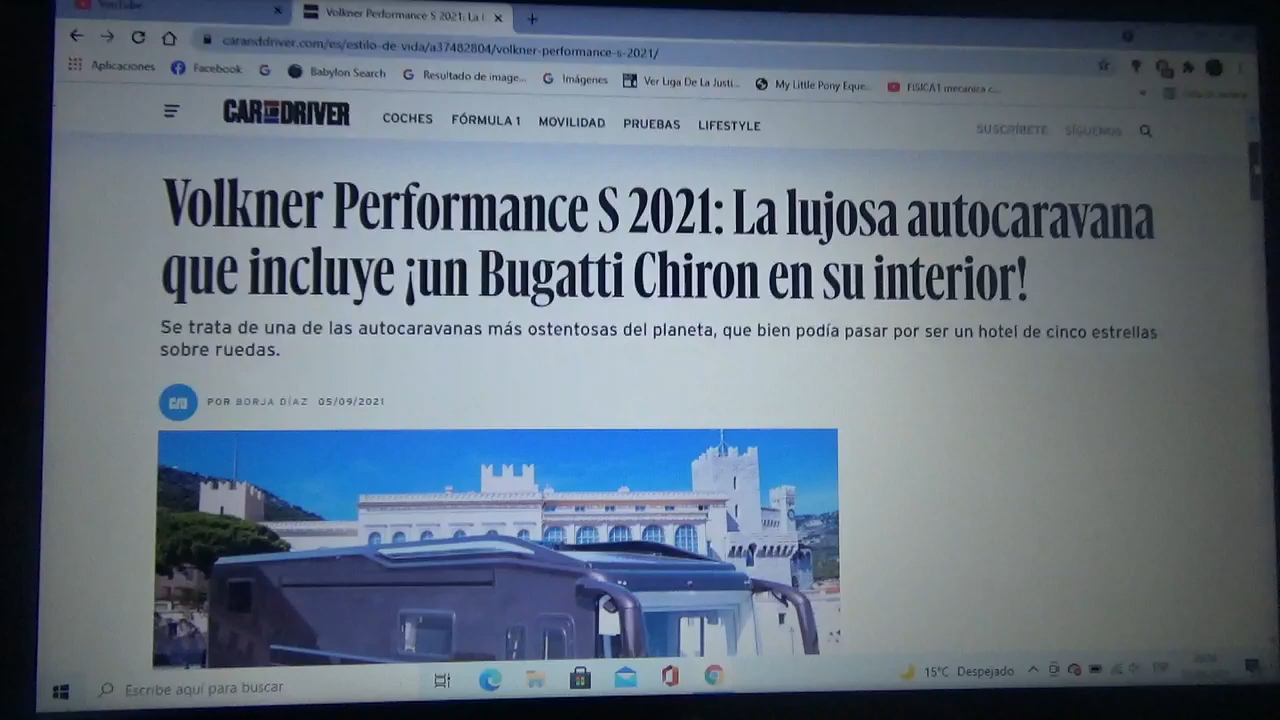 YouTube
Volkner Performance S 2021: La l
caranddriver.com/es/estilo-de-vida/a37482804/volkner-performance-s-2021/
Aplicaciones Facebook Babylon Search Resultado de image... Imágenes Ver Liga De La Justi... My Little Pony Eque... FISICA1 mecanica c...
CAR AND DRIVER COCHES FÓRMULA 1 MOVILIDAD PRUEBAS LIFESTYLE SUSCRÍBETE SÍGUENOS
Volkner Performance S 2021: La lujosa autocaravana
que incluye ¡un Bugatti Chiron en su interior!
Se trata de una de las autocaravanas más ostentosas del planeta, que bien podía pasar por ser un hotel de cinco estrellas
sobre ruedas.
C/D POR BORJA DÍAZ 05/09/2021
Escribe aquí para buscar 15°C Despejado ESP